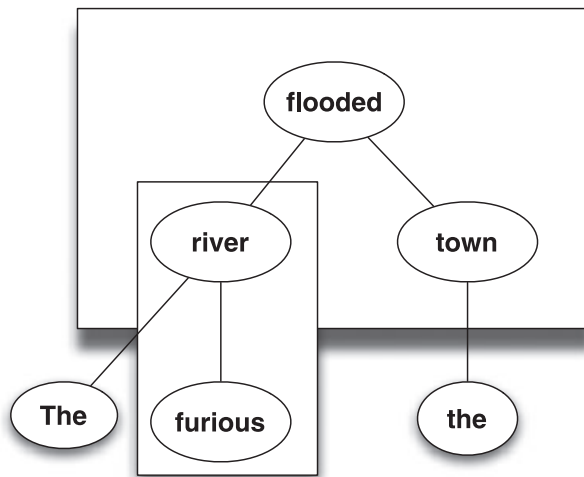 flooded
river
town
The
furious
the